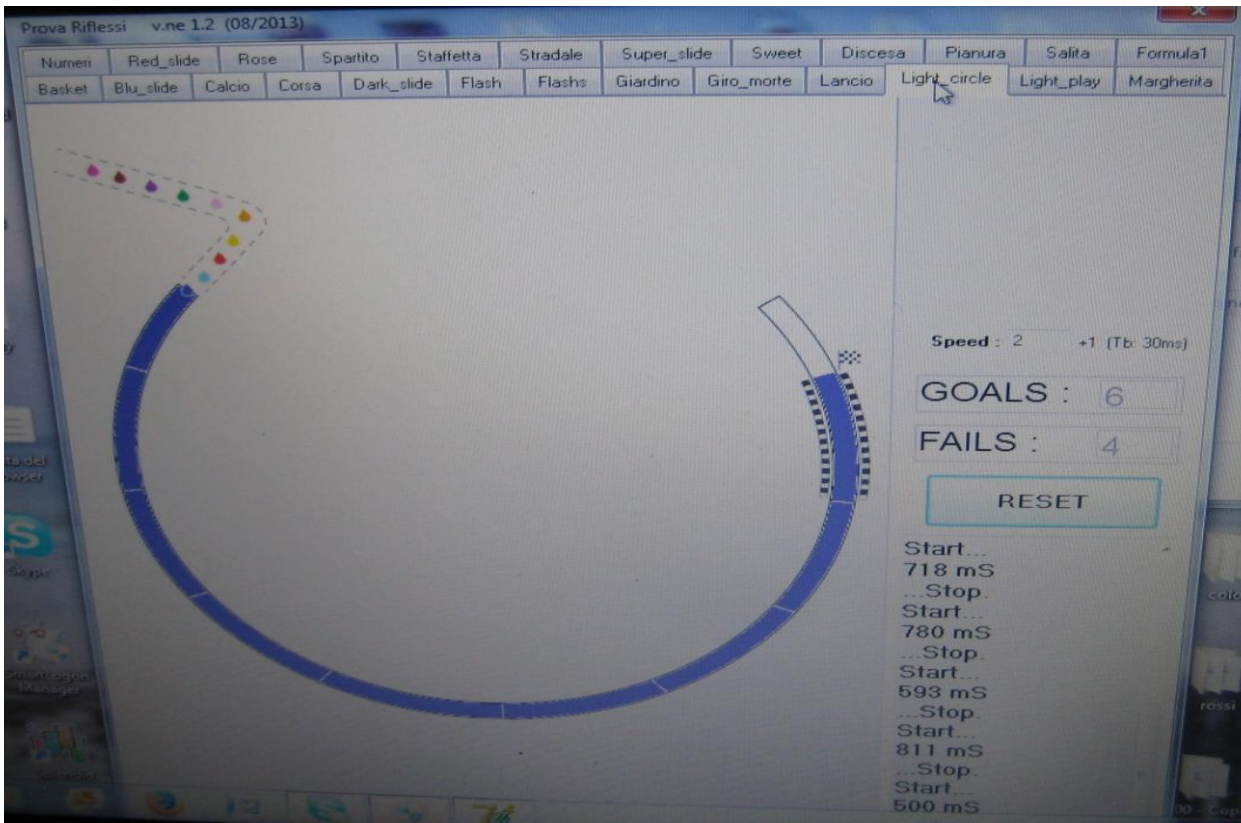 Prova Riflessi v.ne 1.2 (08/2013)
Numeri Red_slide Rose Spartito Staffetta Stradale Super_slide Sweet Discesa Pianura Salita Formula1
Basket Blu_slide Calcio Corsa Dark_slide Flash Flashs Giardino Giro_morte Lancio Light_circle Light_play Margherita
Speed : 2 +1 (Tb: 30ms)
GOALS : 6
FAILS : 4
RESET
Start...
718 mS
...Stop.
Start...
780 mS
...Stop.
Start...
593 mS
...Stop.
Start...
811 mS
...Stop.
Start...
500 mS
Skype
Manager
rossi